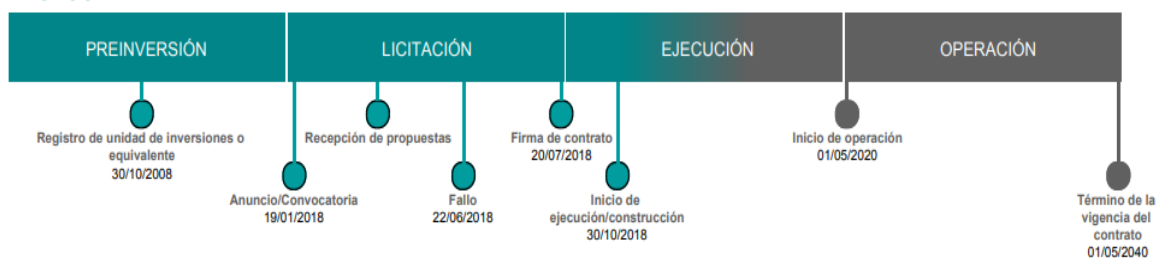 PREINVERSIÓN
LICITACIÓN
EJECUCIÓN
OPERACIÓN
Registro de unidad de inversiones o
equivalente
30/10/2008
Anuncio/Convocatoria
19/01/2018
Recepción de propuestas
Fallo
22/06/2018
Firma de contrato
20/07/2018
Inicio de
ejecución/construcción
30/10/2018
Inicio de operación
01/05/2020
Término de la
vigencia del
contrato
01/05/2040